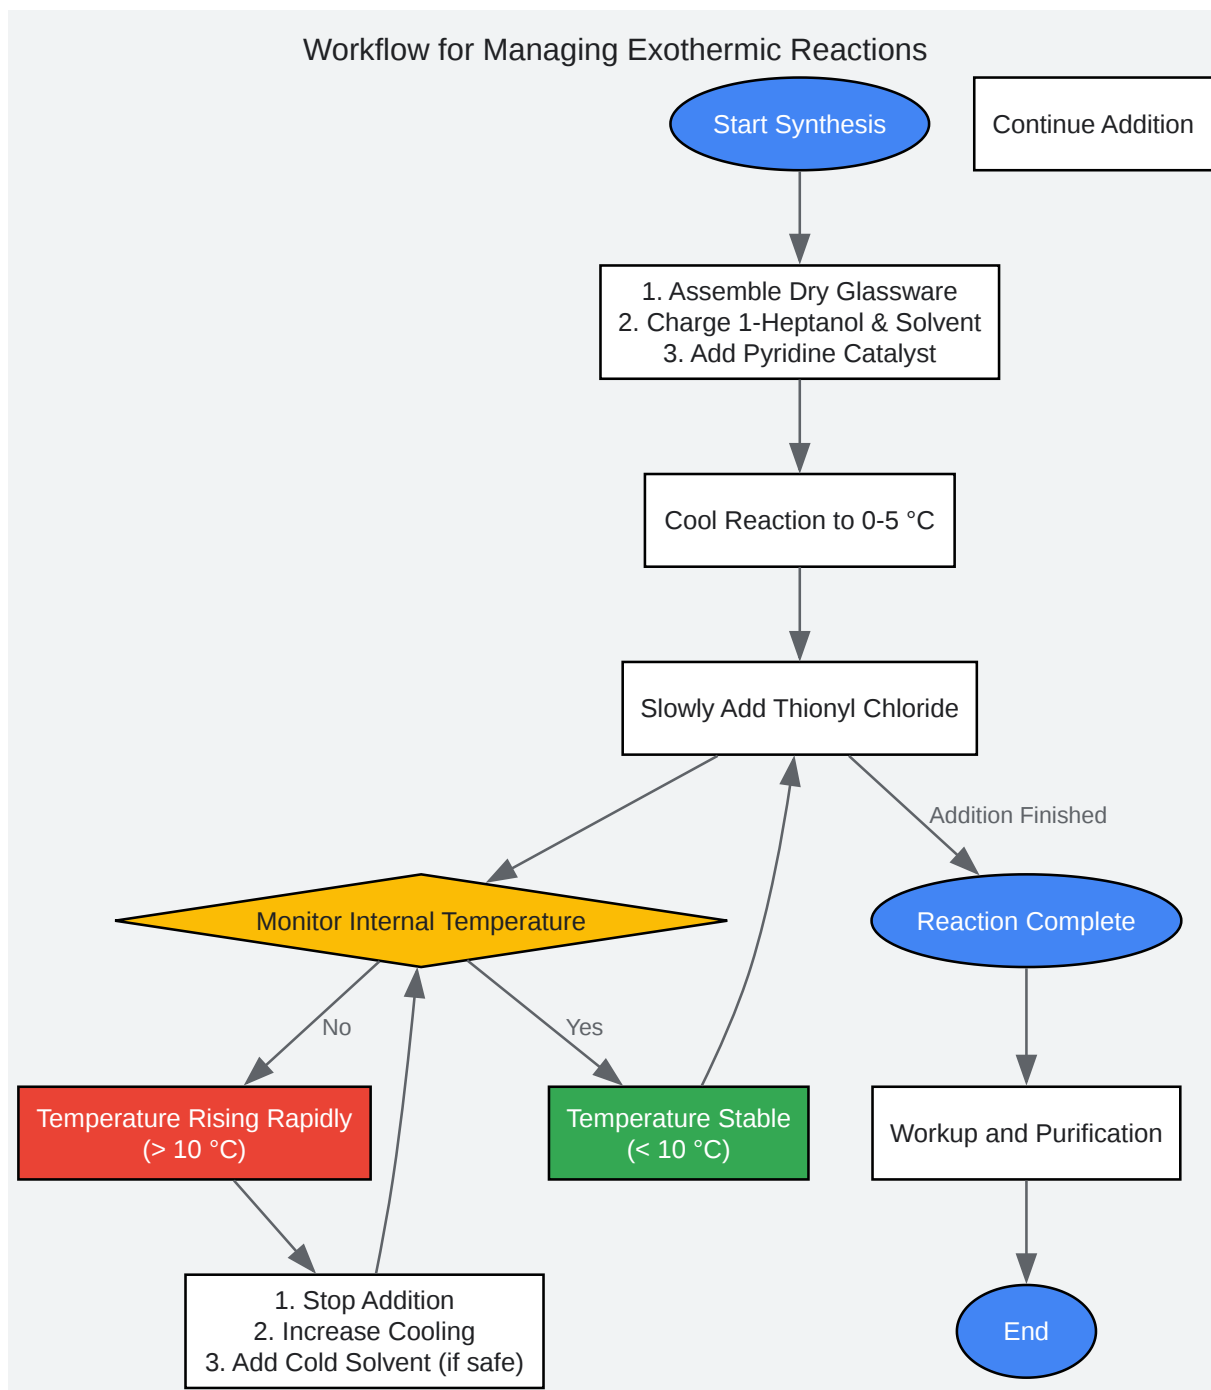 Workflow for Managing Exothermic Reactions
Start Synthesis
Continue Addition
1. Assemble Dry Glassware
2. Charge 1-Heptanol & Solvent
3. Add Pyridine Catalyst
Cool Reaction to 0-5 °C
Slowly Add Thionyl Chloride
Addition Finished
Monitor Internal Temperature
Reaction Complete
No
Yes
Temperature Rising Rapidly
(> 10 °C)
Temperature Stable
(< 10 °C)
Workup and Purification
1. Stop Addition
2. Increase Cooling
3. Add Cold Solvent (if safe)
End